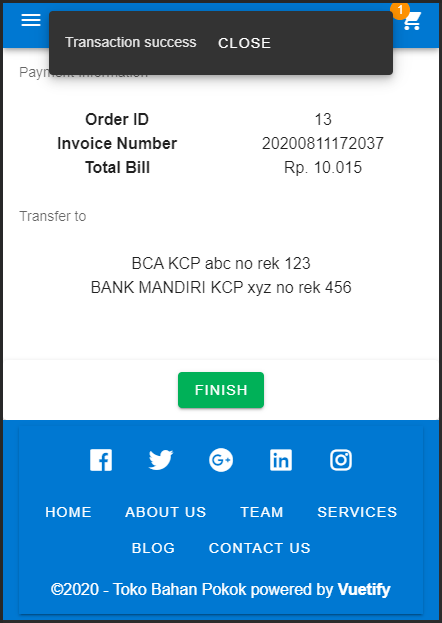 1
Transaction success CLOSE
Payment Information
Order ID 13
Invoice Number 20200811172037
Total Bill Rp. 10.015
Transfer to
BCA KCP abc no rek 123
BANK MANDIRI KCP xyz no rek 456
FINISH
HOME ABOUT US TEAM SERVICES
BLOG CONTACT US
©2020 - Toko Bahan Pokok powered by Vuetify